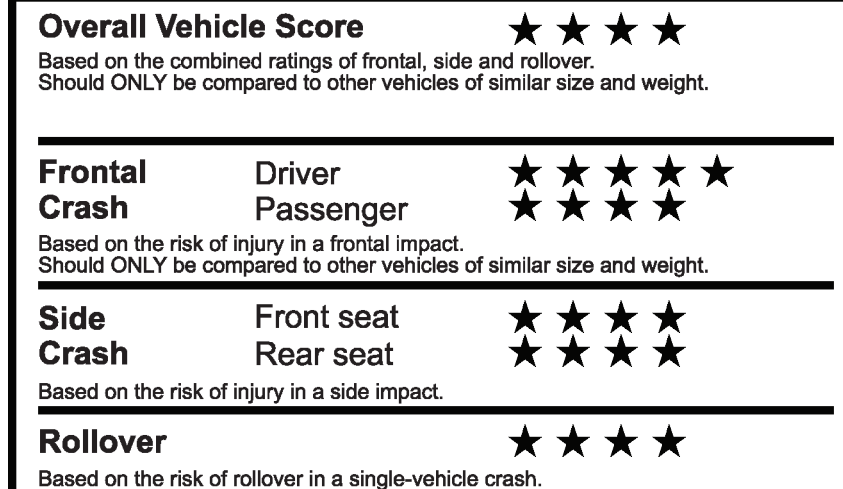 Overall Vehicle Score ★ ★ ★ ★
Based on the combined ratings of frontal, side and rollover.
Should ONLY be compared to other vehicles of similar size and weight.
Frontal Driver ★ ★ ★ ★ ★
Crash Passenger ★ ★ ★ ★
Based on the risk of injury in a frontal impact.
Should ONLY be compared to other vehicles of similar size and weight.
Side Front seat ★ ★ ★ ★
Crash Rear seat ★ ★ ★ ★
Based on the risk of injury in a side impact.
Rollover ★ ★ ★ ★
Based on the risk of rollover in a single-vehicle crash.